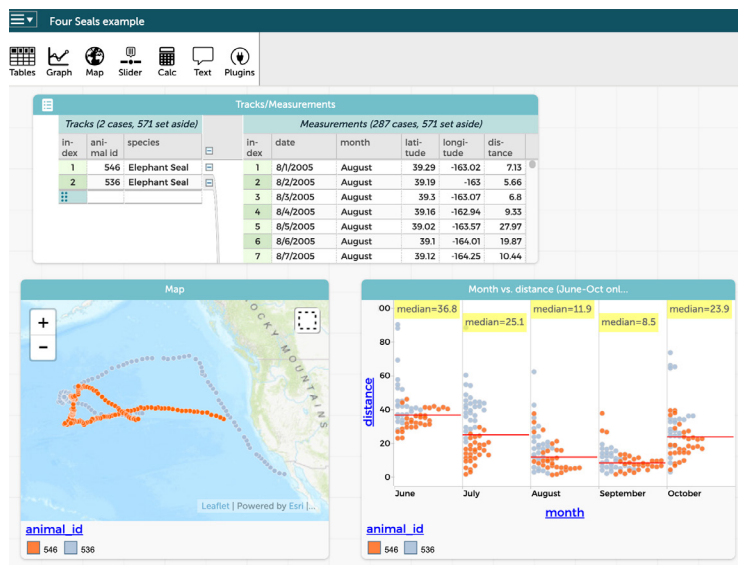 Four Seals example
Tables Graph Map Slider Calc Text Plugins
Tracks/Measurements
Tracks (2 cases, 571 set aside) Measurements (287 cases, 571 set aside)
in-dex ani-mal id species in-dex date month lati-tude longi-tude dis-tance
1 546 Elephant Seal 1 8/1/2005 August 39.29 -163.02 7.13
2 536 Elephant Seal 2 8/2/2005 August 39.19 -163 5.66
3 8/3/2005 August 39.3 -163.07 6.8
4 8/4/2005 August 39.16 -162.94 9.33
5 8/5/2005 August 39.02 -163.57 27.97
6 8/6/2005 August 39.1 -164.01 19.87
7 8/7/2005 August 39.12 -164.25 10.44
Map
+
−
ROCKY MOUNTAINS
Leaflet | Powered by Esri |...
animal_id
546 536
Month vs. distance (June-Oct onl...
00 median=36.8 median=11.9 median=23.9
median=25.1 median=8.5
80
60
40
20
0
distance
June July August September October
month
animal_id
546 536